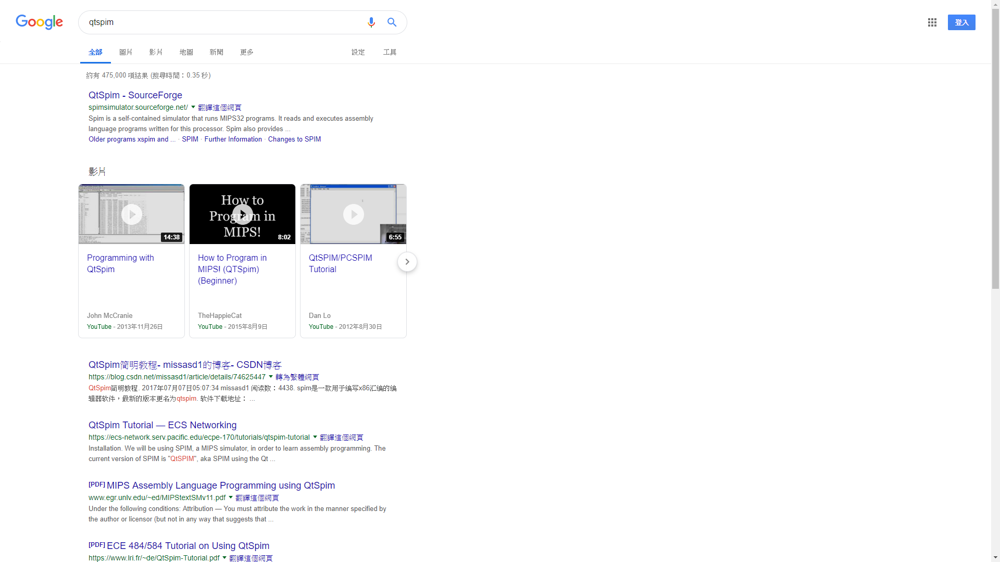 Google
qtspim
登入
全部 圖片 影片 地圖 新聞 更多 設定 工具
約有 475,000 項結果 (搜尋時間：0.35 秒)
QtSpim - SourceForge
spimsimulator.sourceforge.net/ 翻譯這個網頁
Spim is a self-contained simulator that runs MIPS32 programs. It reads and executes assembly
language programs written for this processor. Spim also provides ...
Older programs xspim and ... · SPIM · Further Information · Changes to SPIM
影片
How to
Program in
MIPS!
14:38
8:02
6:55
Programming with
QtSpim
John McCranie
YouTube - 2013年11月26日
How to Program in
MIPS! (QTSpim)
(Beginner)
TheHappieCat
YouTube - 2015年8月9日
QtSPIM/PCSPIM
Tutorial
Dan Lo
YouTube - 2012年8月30日
QtSpim简明教程- missasd1的博客- CSDN博客
https://blog.csdn.net/missasd1/article/details/74625447 轉為繁體網頁
QtSpim简明教程. 2017年07月07日05:07:34 missasd1 阅读数：4438. spim是一款用于编写x86汇编的编
辑器软件，最新的版本更名为qtspim. 软件下载地址： ...
QtSpim Tutorial — ECS Networking
https://ecs-network.serv.pacific.edu/ecpe-170/tutorials/qtspim-tutorial 翻譯這個網頁
Installation. We will be using SPIM, a MIPS simulator, in order to learn assembly programming. The
current version of SPIM is "QtSPIM", aka SPIM using the Qt ...
[PDF] MIPS Assembly Language Programming using QtSpim
www.egr.unlv.edu/~ed/MIPStextSMv11.pdf 翻譯這個網頁
Under the following conditions: Attribution — You must attribute the work in the manner specified by
the author or licensor (but not in any way that suggests that ...
[PDF] ECE 484/584 Tutorial on Using QtSpim
https://www.lri.fr/~de/QtSpim-Tutorial.pdf 翻譯這個網頁